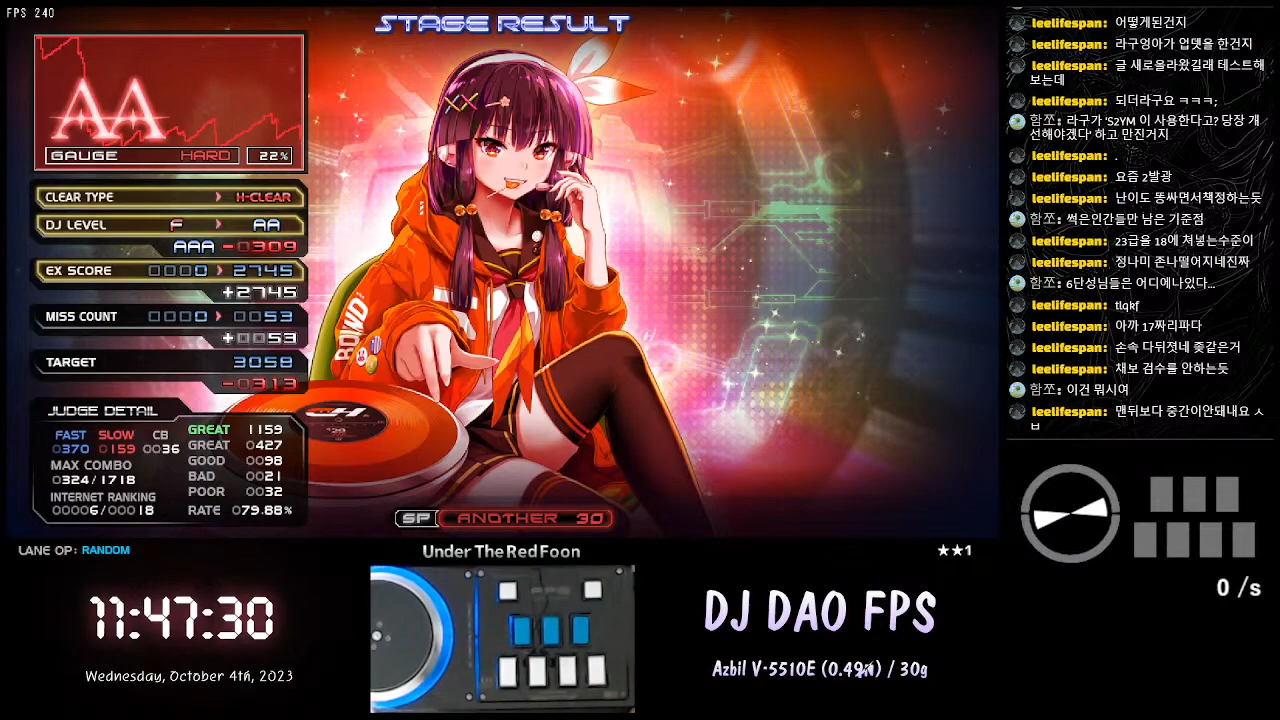 FPS 240
STAGE RESULT
AA
GAUGE HARD 22%
CLEAR TYPE H-CLEAR
DJ LEVEL F AA
AAA -0309
EX SCORE 0000 2745
+2745
MISS COUNT 0000 0053
+0053
TARGET 3058
-0313
JUDGE DETAIL
FAST SLOW CB
0370 0159 0036
MAX COMBO
0324/1718
INTERNET RANKING
00006/00018
GREAT 1159
GREAT 0427
GOOD 0098
BAD 0021
POOR 0032
RATE 079.88%
SP ANOTHER 30
LANE OP: RANDOM
Under The Red Foon
★★1
11:47:30
Wednesday, October 4th, 2023
DJ DAO FPS
Azbil V-5510E (0.49N) / 30g
leelifespan: 어떻게된건지
leelifespan: 라구엉아가 업뎃을 한건지
leelifespan: 글 새로올라왔길래 테스트해
보는데
leelifespan: 되더라구요 ㅋㅋㅋ;
함쪼: 라구가 'S2YM 이 사용한다고? 당장 개
선해야겠다' 하고 만진거지
leelifespan: .
leelifespan: 요즘 2발광
leelifespan: 난이도 똥싸면서책정하는듯
함쪼: 썩은인간들만 남은 기준점
leelifespan: 23급을 18에 쳐넣는수준이
leelifespan: 정나미 존나떨어지네진짜
함쪼: 6단성님들은 어디에나있다...
leelifespan: tlqkf
leelifespan: 아까 17짜리파다
leelifespan: 손속 다뒤졋네 좆같은거
leelifespan: 채보 검수를 안하는듯
함쪼: 이건 뭐시여
leelifespan: 맨뒤보다 중간이안돼내요 ㅅ
ㅂ
0 /s